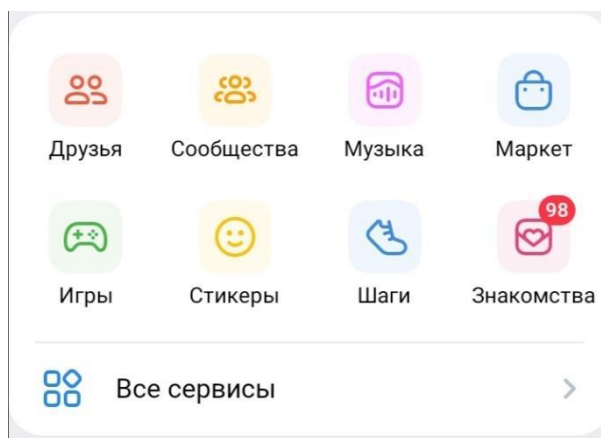 Друзья Сообщества Музыка Маркет
98
Игры Стикеры Шаги Знакомства
Все сервисы